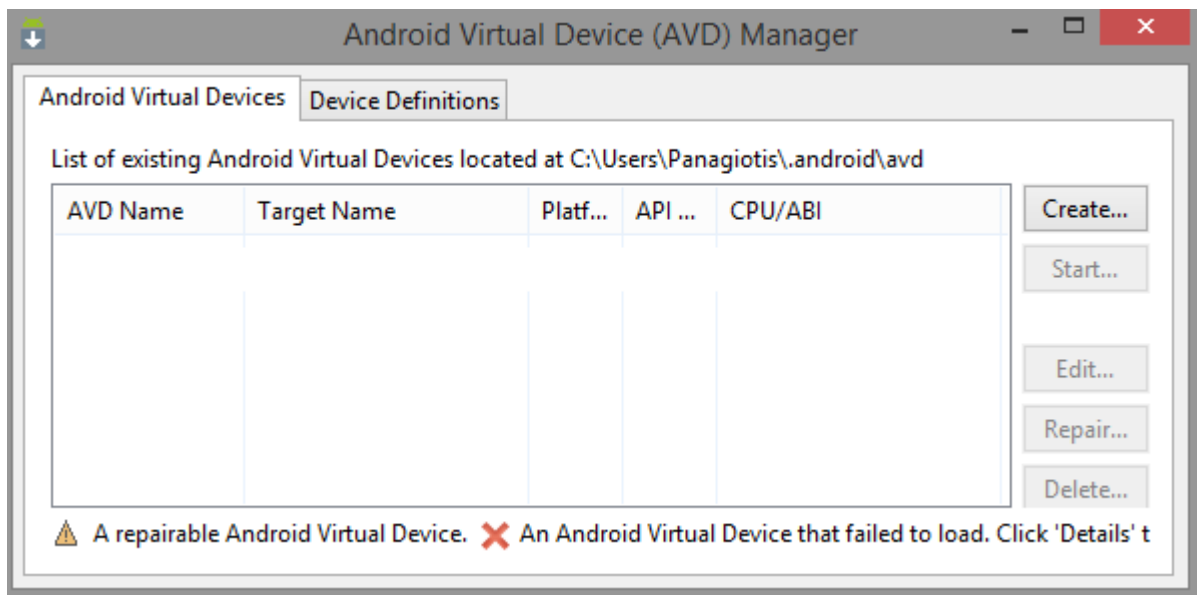 Android Virtual Device (AVD) Manager
Android Virtual Devices Device Definitions
List of existing Android Virtual Devices located at C:\Users\Panagiotis\.android\avd
AVD Name Target Name Platf... API ... CPU/ABI
Create...
Start...
Edit...
Repair...
Delete...
A repairable Android Virtual Device. An Android Virtual Device that failed to load. Click 'Details' t